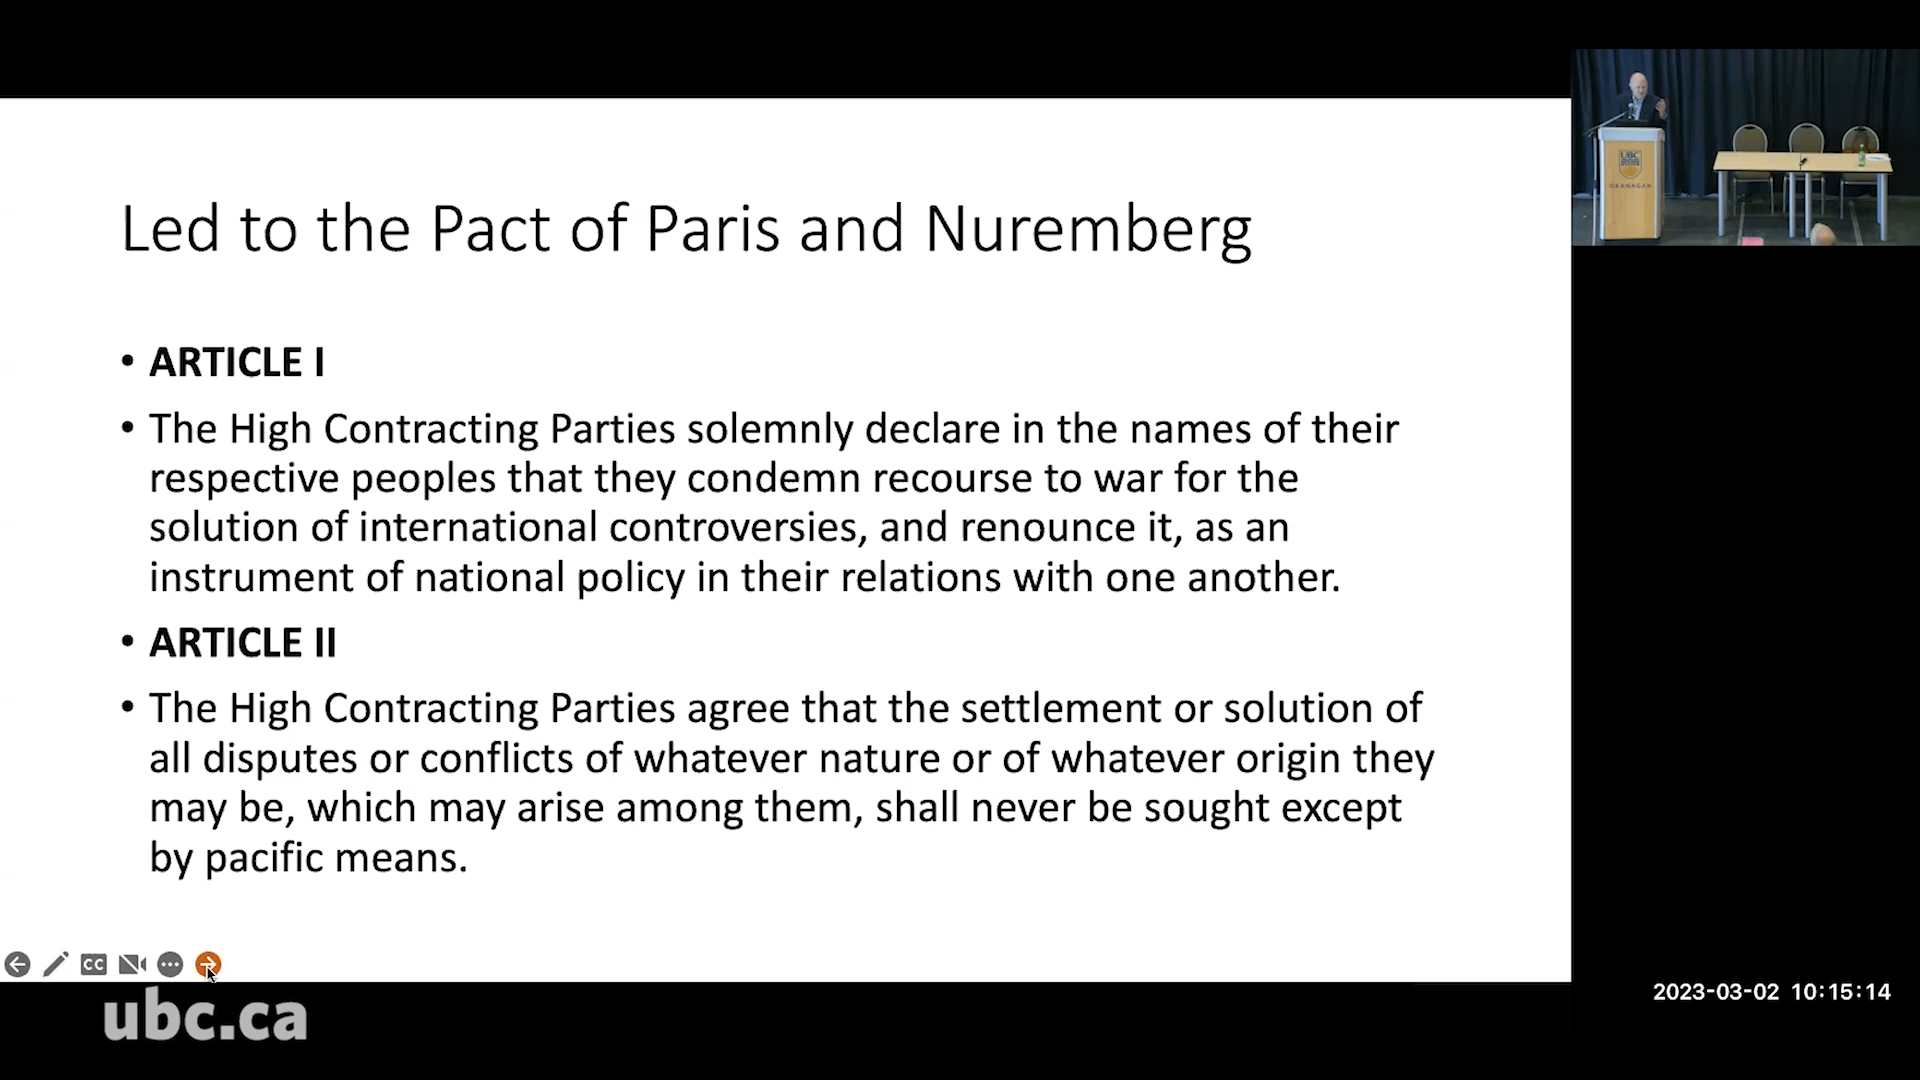 Led to the Pact of Paris and Nuremberg
• ARTICLE I
• The High Contracting Parties solemnly declare in the names of their
respective peoples that they condemn recourse to war for the
solution of international controversies, and renounce it, as an
instrument of national policy in their relations with one another.
• ARTICLE II
• The High Contracting Parties agree that the settlement or solution of
all disputes or conflicts of whatever nature or of whatever origin they
may be, which may arise among them, shall never be sought except
by pacific means.
CC
ubc.ca
UBC
OKANAGAN
2023-03-02 10:15:14